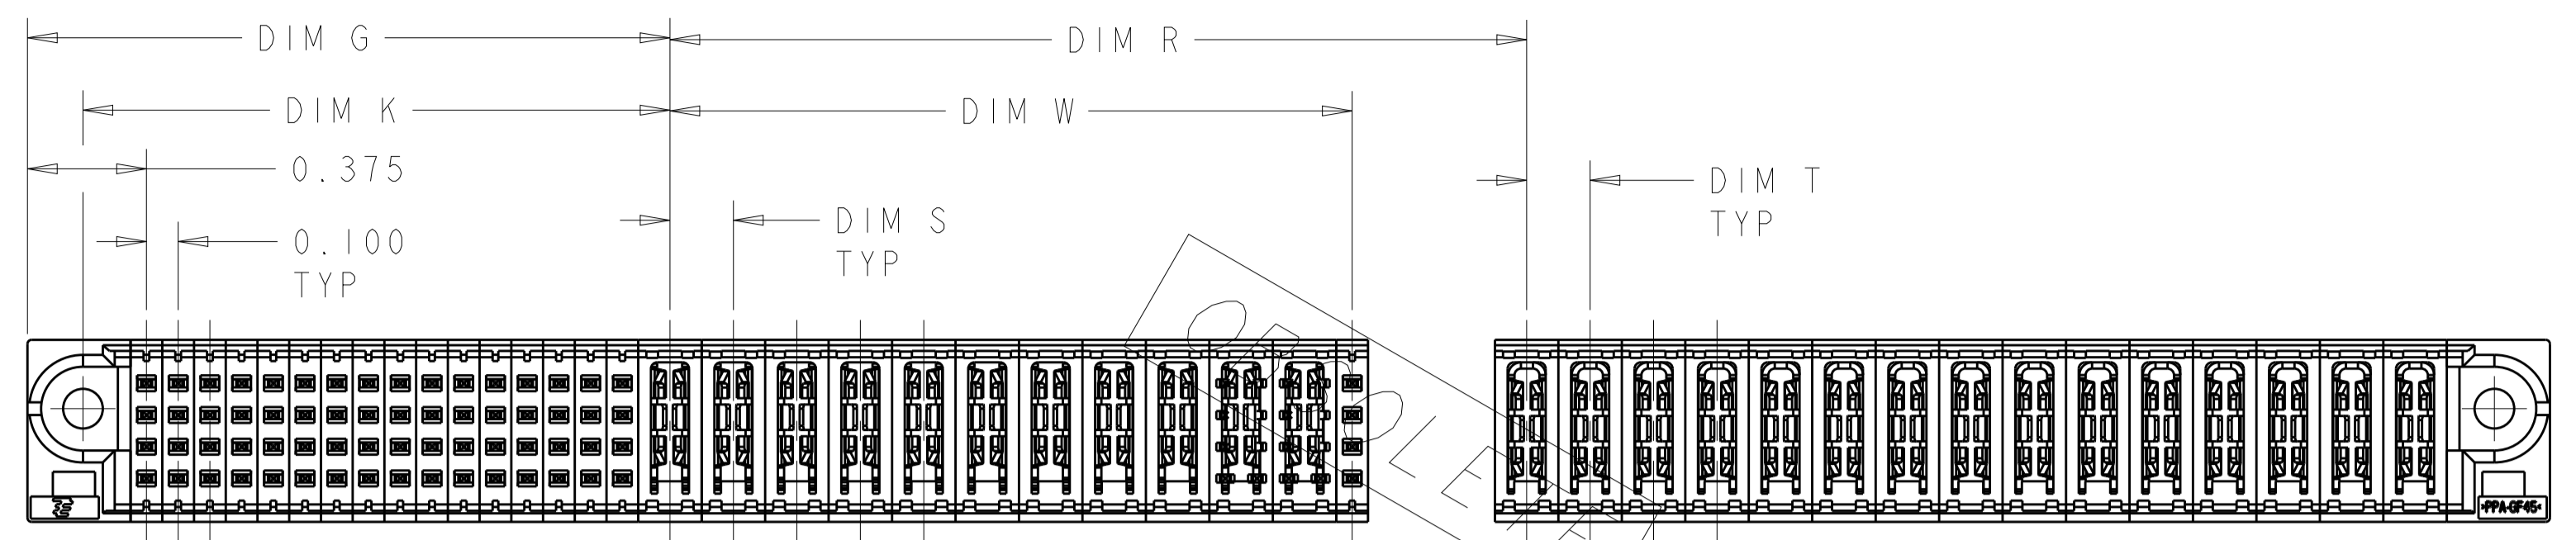 DIM G
DIM R
DIM K
DIM W
0.375
DIM T
TYP
DIM S
TYP
0.100
TYP
>PPA-GF45<